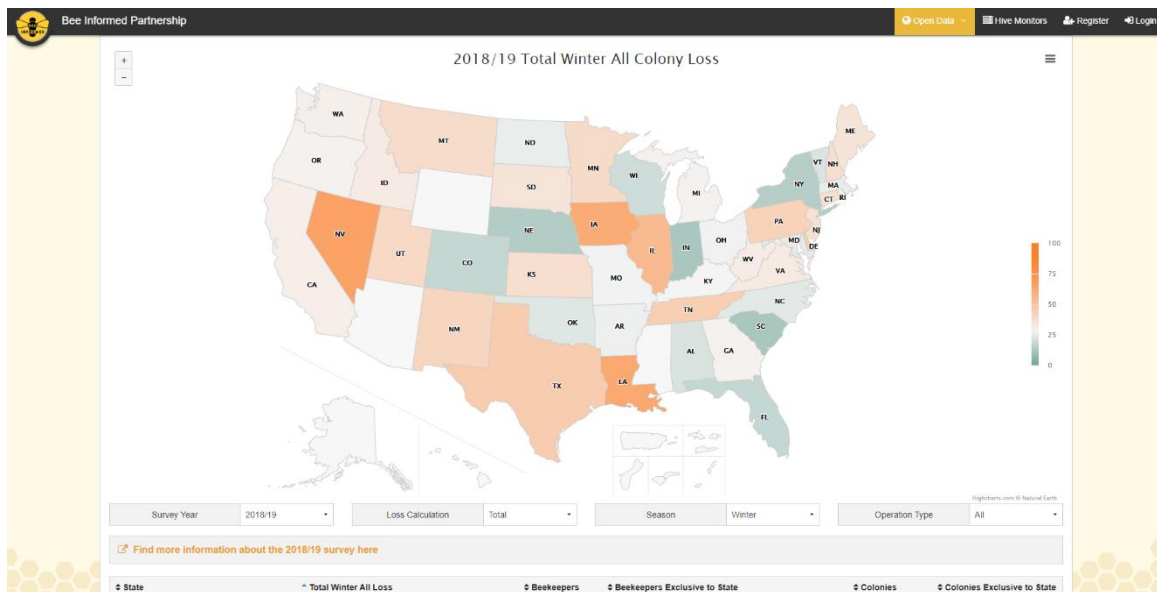 Bee Informed Partnership
Open Data
Hive Monitors
Register
Login
2018/19 Total Winter All Colony Loss
+
−
WA
MT
ND
ME
OR
MN
VT
NH
ID
SD
WI
NY
MA
MI
CT
RI
NE
IA
PA
NJ
NV
OH
MD
DE
UT
IL
IN
CO
WV
VA
CA
KS
MO
KY
NC
TN
OK
NM
AR
SC
AL
GA
TX
LA
FL
100
75
50
25
0
Highcharts.com © Natural Earth
Survey Year 2018/19
Loss Calculation Total
Season Winter
Operation Type All
Find more information about the 2018/19 survey here
State Total Winter All Loss Beekeepers Beekeepers Exclusive to State Colonies Colonies Exclusive to State